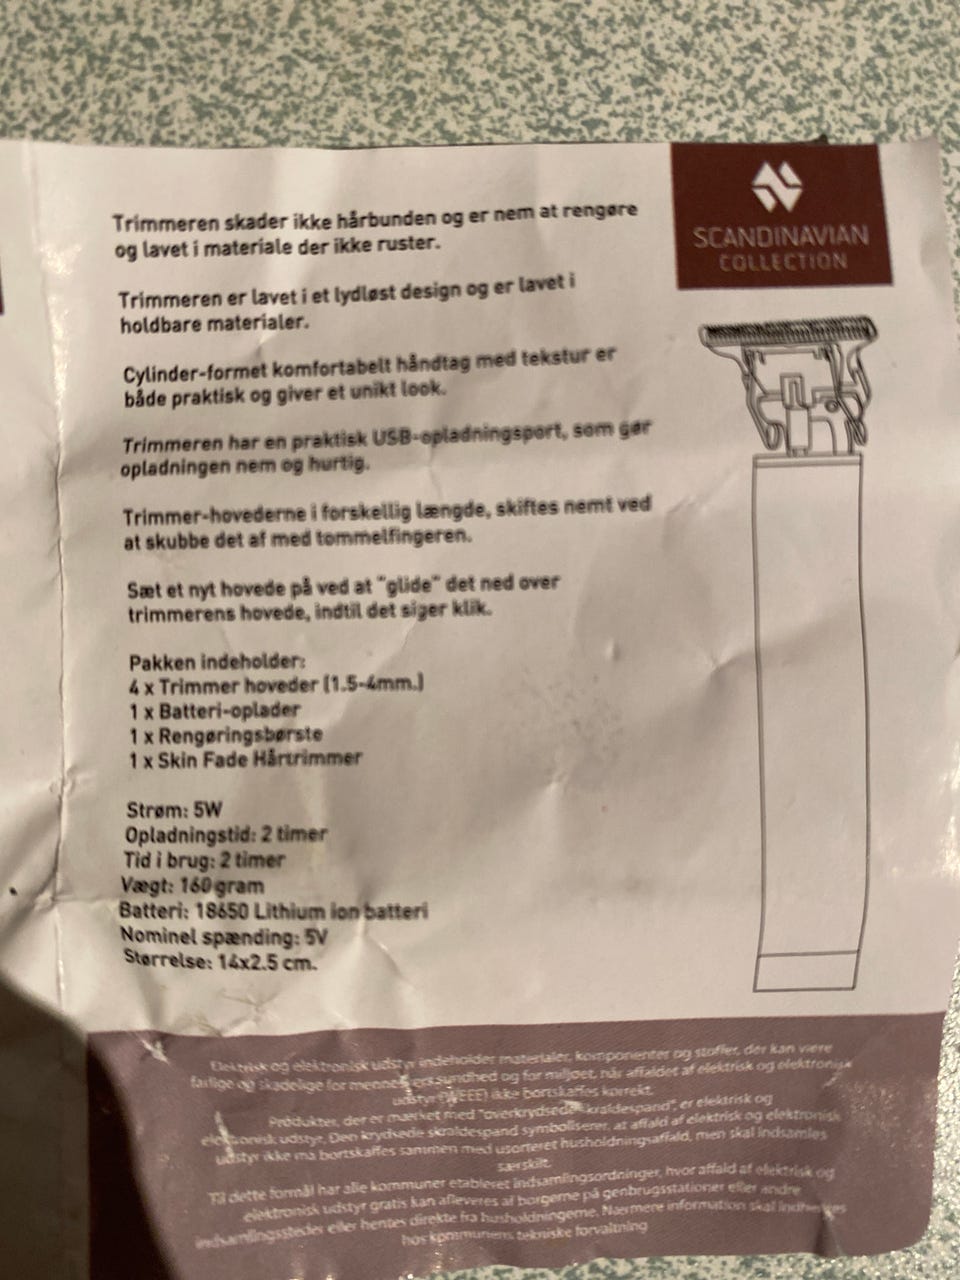 SCANDINAVIAN
COLLECTION
Trimmeren skader ikke hårbunden og er nem at rengøre
og lavet i materiale der ikke ruster.
Trimmeren er lavet i et lydløst design og er lavet i
holdbare materialer.
Cylinder-formet komfortabelt håndtag med tekstur er
både praktisk og giver et unikt look.
Trimmeren har en praktisk USB-opladningsport, som gør
opladningen nem og hurtig.
Trimmer-hovederne i forskellig længde, skiftes nemt ved
at skubbe det af med tommelfingeren.
Sæt et nyt hovede på ved at "glide" det ned over
trimmerens hovede, indtil det siger klik.
Pakken indeholder:
4 x Trimmer hoveder (1.5-4mm.)
1 x Batteri-oplader
1 x Rengøringsbørste
1 x Skin Fade Hårtrimmer
Strøm: 5W
Opladningstid: 2 timer
Tid i brug: 2 timer
Vægt: 160 gram
Batteri: 18650 Lithium ion batteri
Nominel spænding: 5V
Størrelse: 14x2.5 cm.
Elektrisk og elektronisk udstyr indeholder materialer, komponenter og stoffer, der kan være
farlige og skadelige for sundhed og for miljøet, når affaldet af elektrisk og elektronisk
udstyr (WEEE) ikke bortskaffes korrekt.
Produkter, der er mærket med "overkrydsede skraldespand", er elektrisk og
elektronisk udstyr. Den krydsede skraldespand symboliserer, at affald af elektrisk og elektronisk
udstyr ikke må bortskaffes sammen med usorteret husholdningsaffald, men skal indsamles
særskilt.
Til dette formål har alle kommuner etableret indsamlingsordninger, hvor affald af elektrisk og
elektronisk udstyr gratis kan afleveres af borgerne på genbrugsstationer eller andre
indsamlingssteder eller hentes direkte fra husholdningerne. Nærmere information skal indhentes
hos kommunens tekniske forvaltning